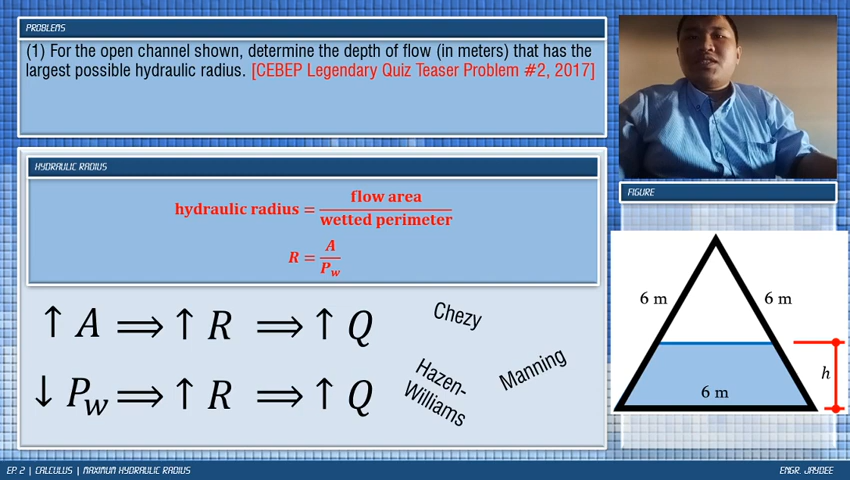 PROBLEMS
(1) For the open channel shown, determine the depth of flow (in meters) that has the
largest possible hydraulic radius. [CEBEP Legendary Quiz Teaser Problem #2, 2017]
HYDRAULIC RADIUS
hydraulic radius = flow area / wetted perimeter
R = A / P_w
↑ A ⟹ ↑ R ⟹ ↑ Q
↓ P_w ⟹ ↑ R ⟹ ↑ Q
Chezy
Hazen-
Williams
Manning
FIGURE
6 m
6 m
h
6 m
EP. 2 | CALCULUS | MAXIMUM HYDRAULIC RADIUS
ENGR. JAYDEE